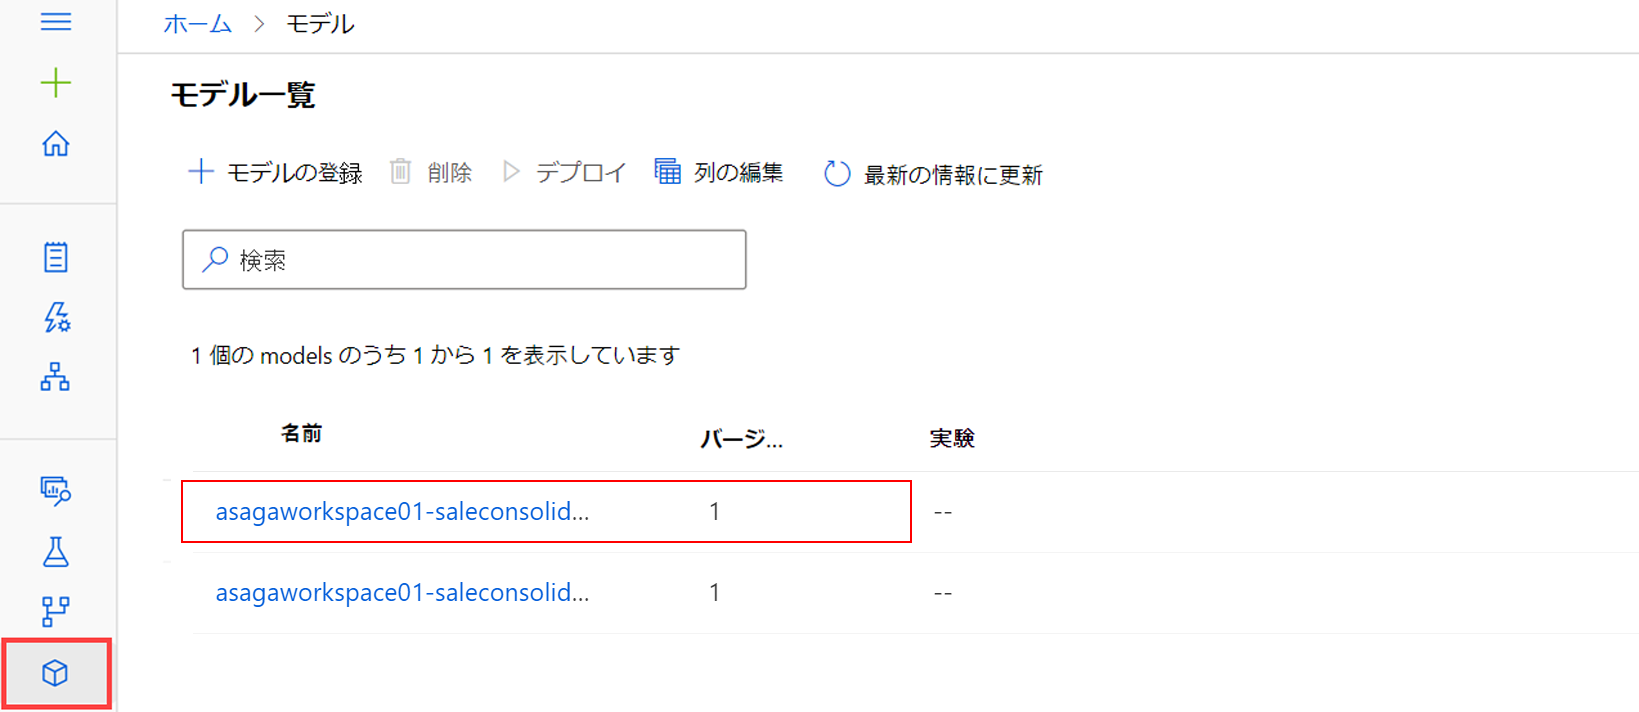 ホーム > モデル
モデル一覧
モデルの登録 削除 デプロイ 列の編集 最新の情報に更新
検索
1 個の models のうち 1 から 1 を表示しています
名前 バージ... 実験
asagaworkspace01-saleconsolid... 1 --
asagaworkspace01-saleconsolid... 1 --